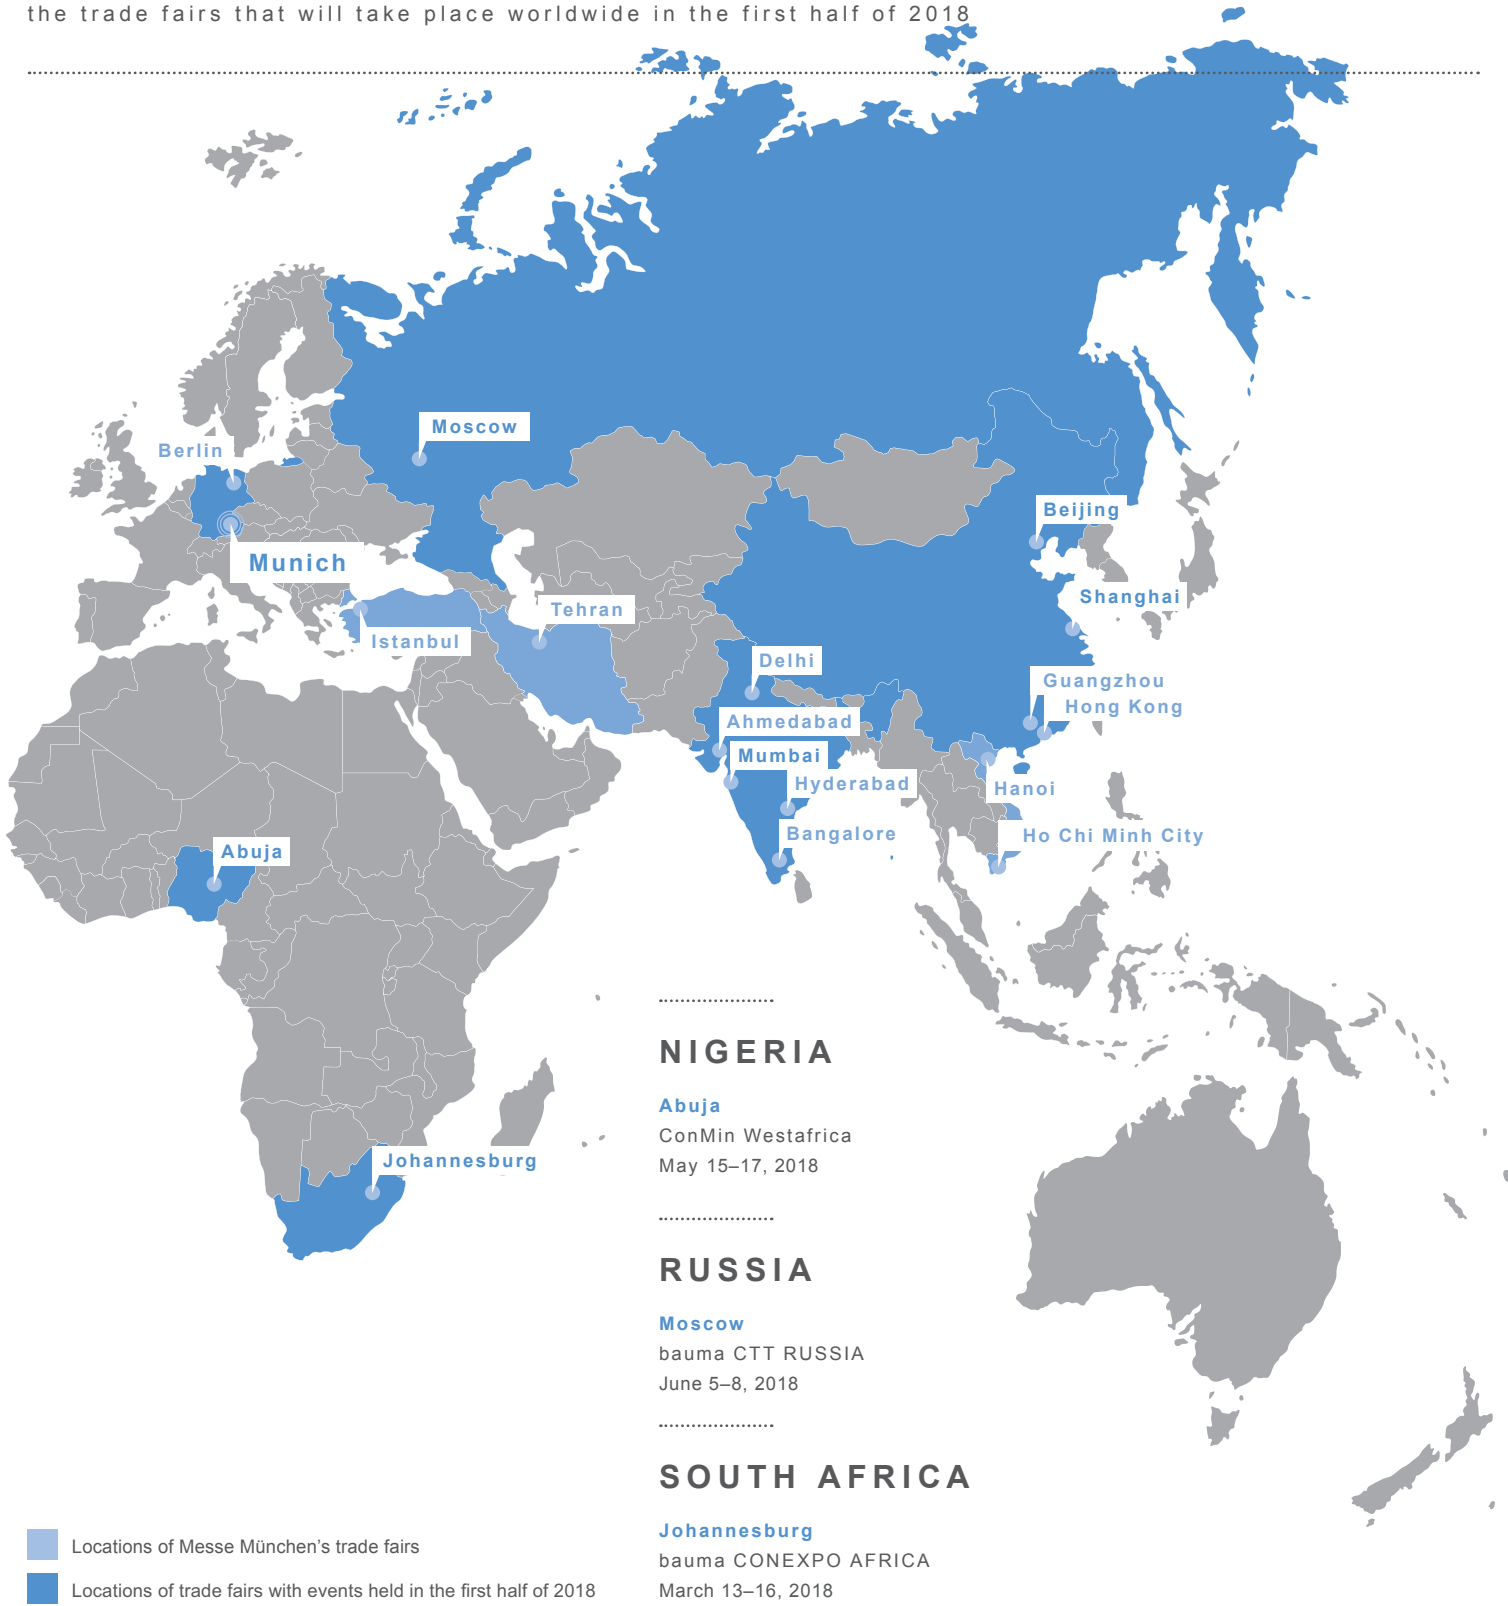 the trade fairs that will take place worldwide in the first half of 2018
Moscow
Berlin
Beijing
Munich
Shanghai
Tehran
Istanbul
Delhi
Guangzhou
Hong Kong
Ahmedabad
Mumbai
Hyderabad
Hanoi
Bangalore
Ho Chi Minh City
Abuja
Johannesburg
NIGERIA
Abuja
ConMin Westafrica
May 15–17, 2018
RUSSIA
Moscow
bauma CTT RUSSIA
June 5–8, 2018
SOUTH AFRICA
Johannesburg
bauma CONEXPO AFRICA
March 13–16, 2018
Locations of Messe München’s trade fairs
Locations of trade fairs with events held in the first half of 2018